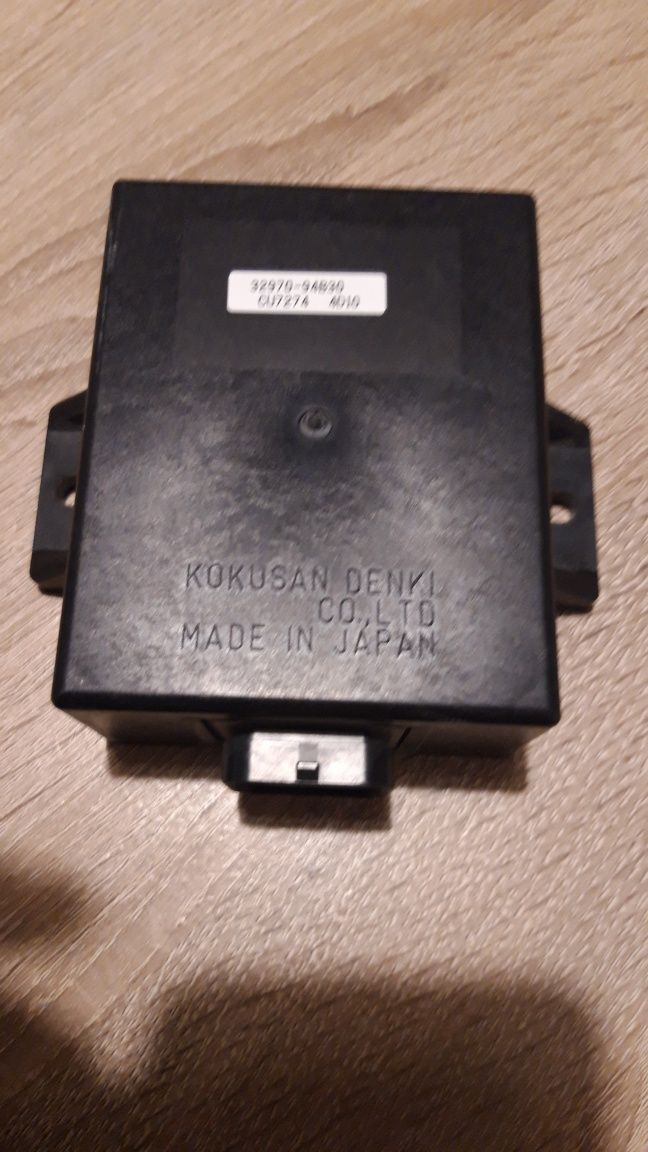 32970-94B30
CU7274 4D10
KOKUSAN DENKI
CO.,LTD
MADE IN JAPAN